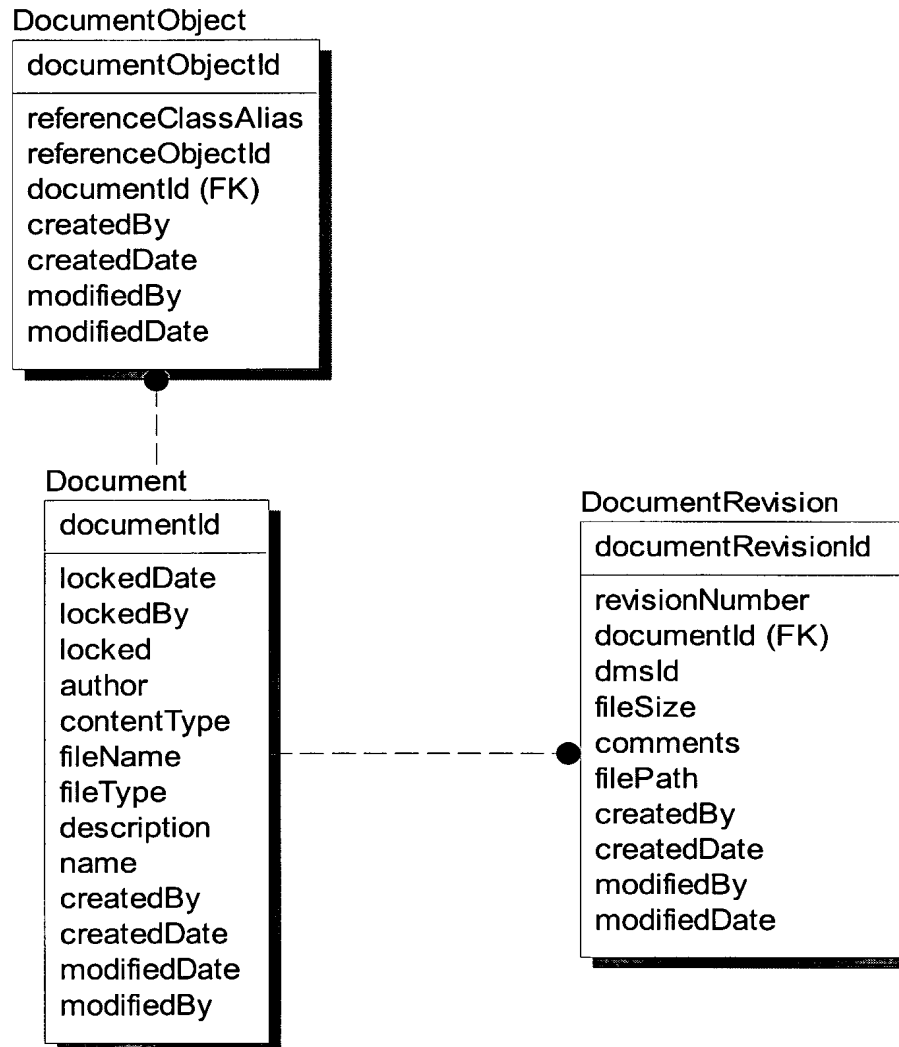 DocumentObject
documentObjectId
referenceClassAlias
referenceObjectId
documentId (FK)
createdBy
createdDate
modifiedBy
modifiedDate
Document
documentId
lockedDate
lockedBy
locked
author
contentType
fileName
fileType
description
name
createdBy
createdDate
modifiedDate
modifiedBy
DocumentRevision
documentRevisionId
revisionNumber
documentId (FK)
dmsId
fileSize
comments
filePath
createdBy
createdDate
modifiedBy
modifiedDate